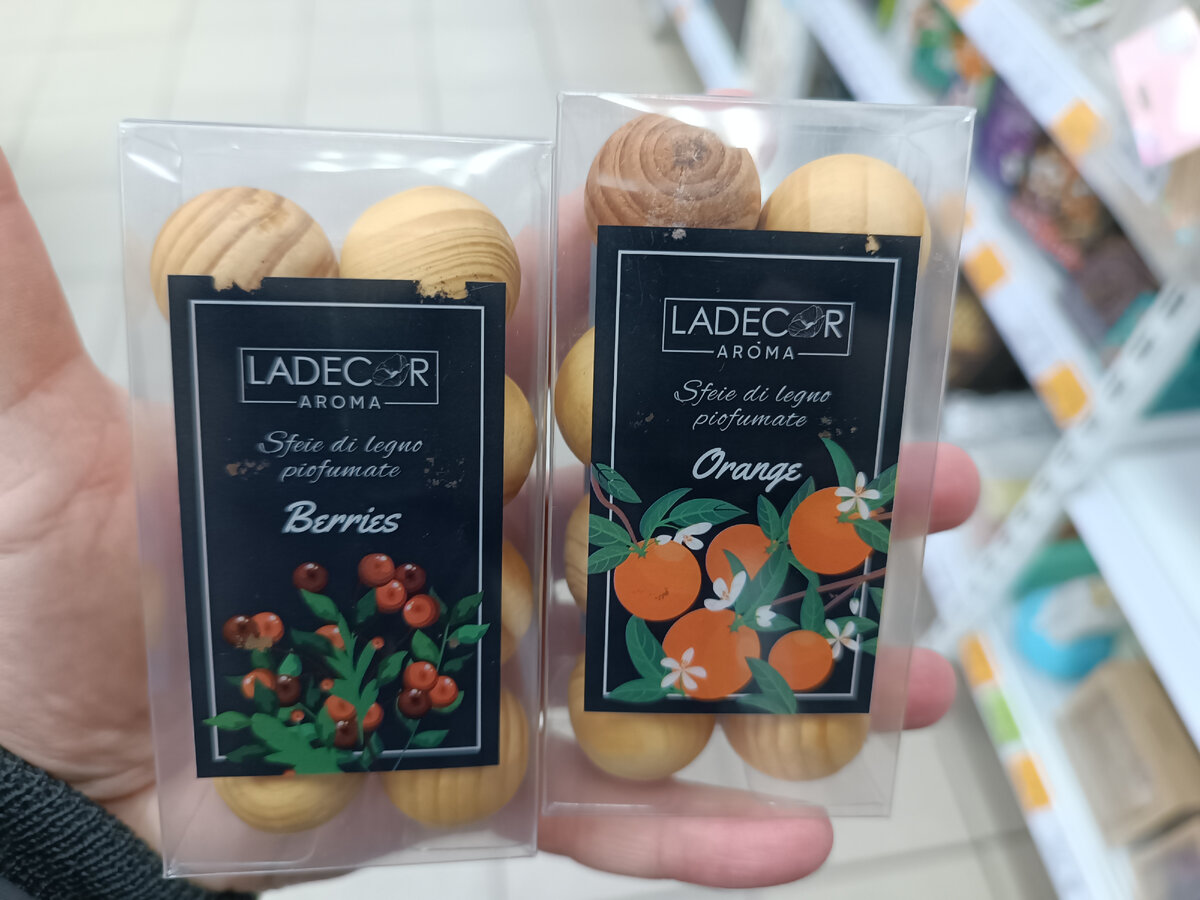 LADECOR
AROMA
Sfeie di legno
piofumate
Berries
LADECOR
AROMA
Sfeie di legno
piofumate
Orange